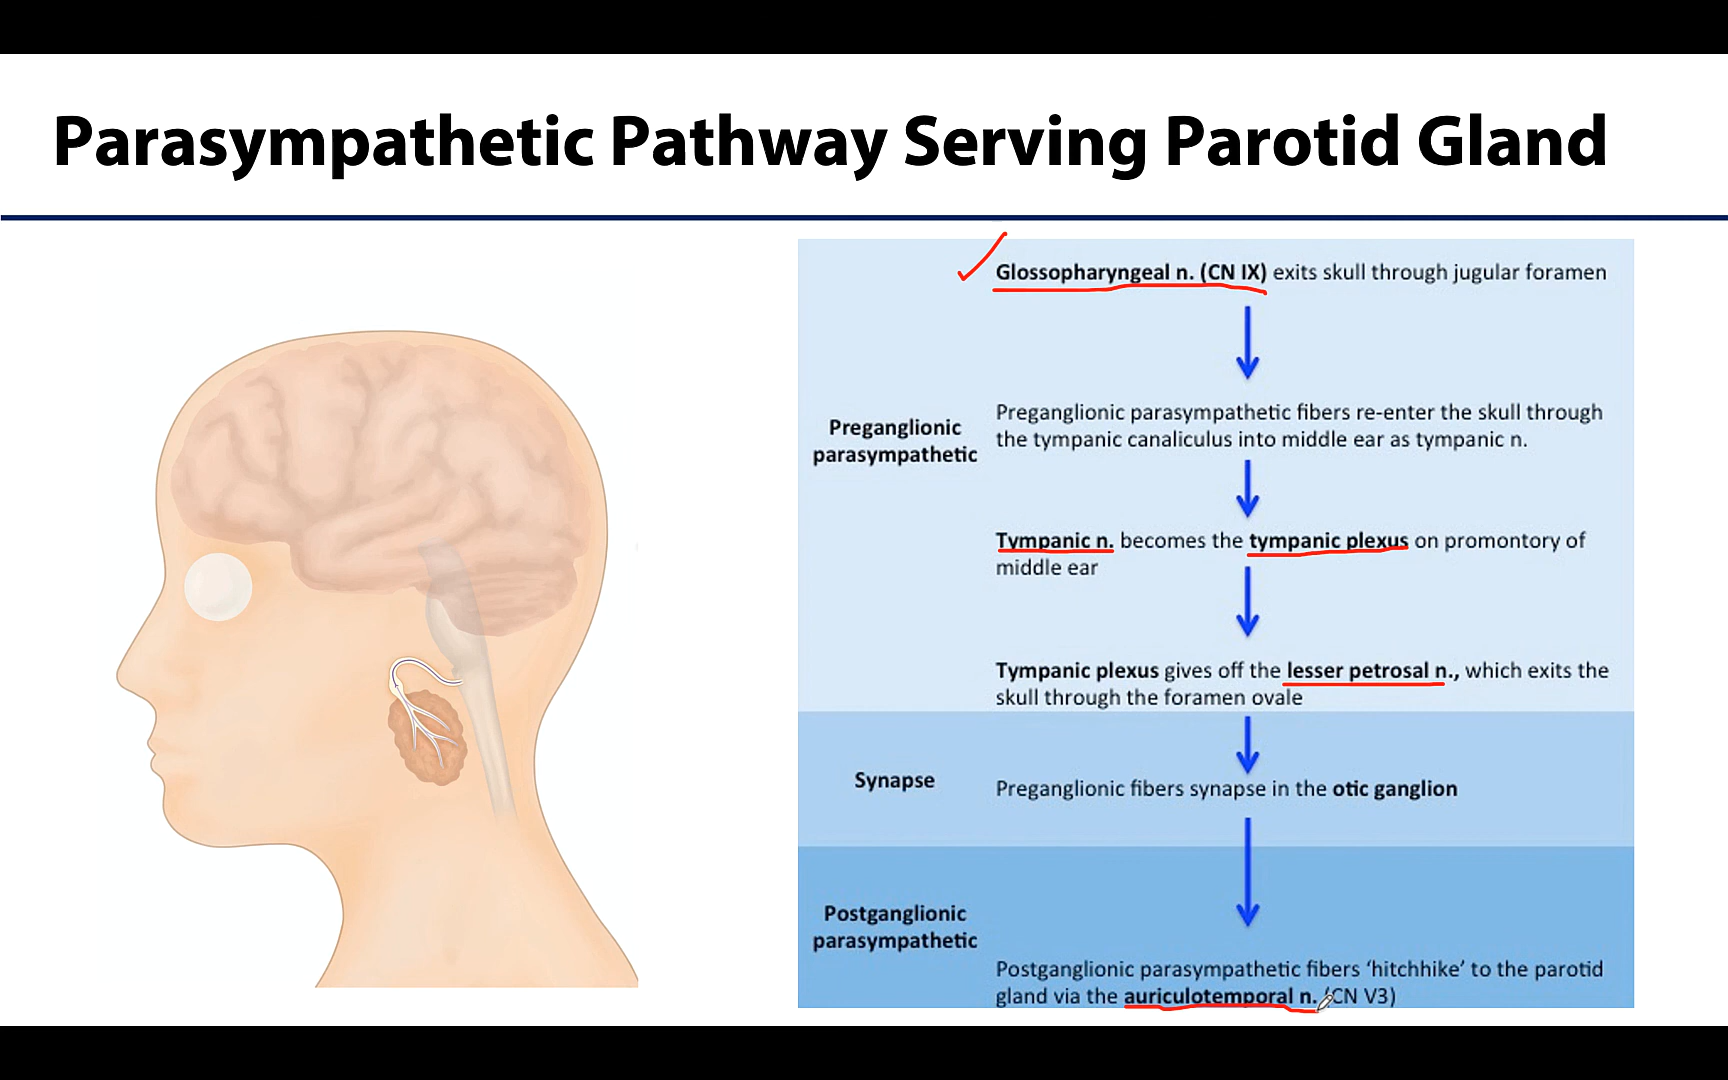 Parasympathetic Pathway Serving Parotid Gland
Glossopharyngeal n. (CN IX) exits skull through jugular foramen
Preganglionic
parasympathetic
Preganglionic parasympathetic fibers re-enter the skull through
the tympanic canaliculus into middle ear as tympanic n.
Tympanic n. becomes the tympanic plexus on promontory of
middle ear
Tympanic plexus gives off the lesser petrosal n., which exits the
skull through the foramen ovale
Synapse
Preganglionic fibers synapse in the otic ganglion
Postganglionic
parasympathetic
Postganglionic parasympathetic fibers ‘hitchhike’ to the parotid
gland via the auriculotemporal n. (CN V3)